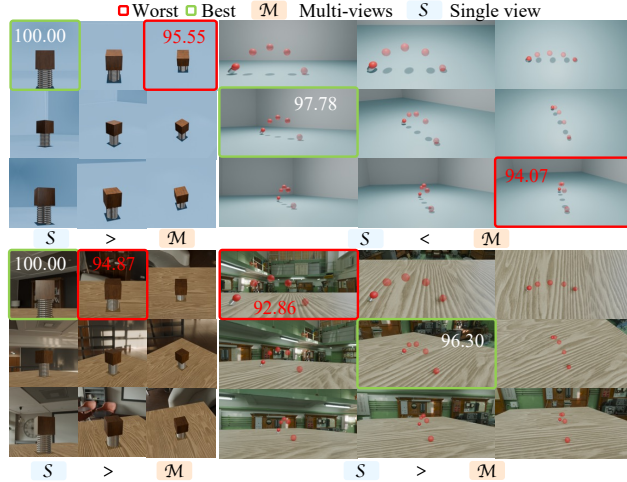 Worst Best M Multi-views S Single view
100.00 95.55
97.78
94.07
S > M S < M
100.00 94.87
92.86
96.30
S > M S > M